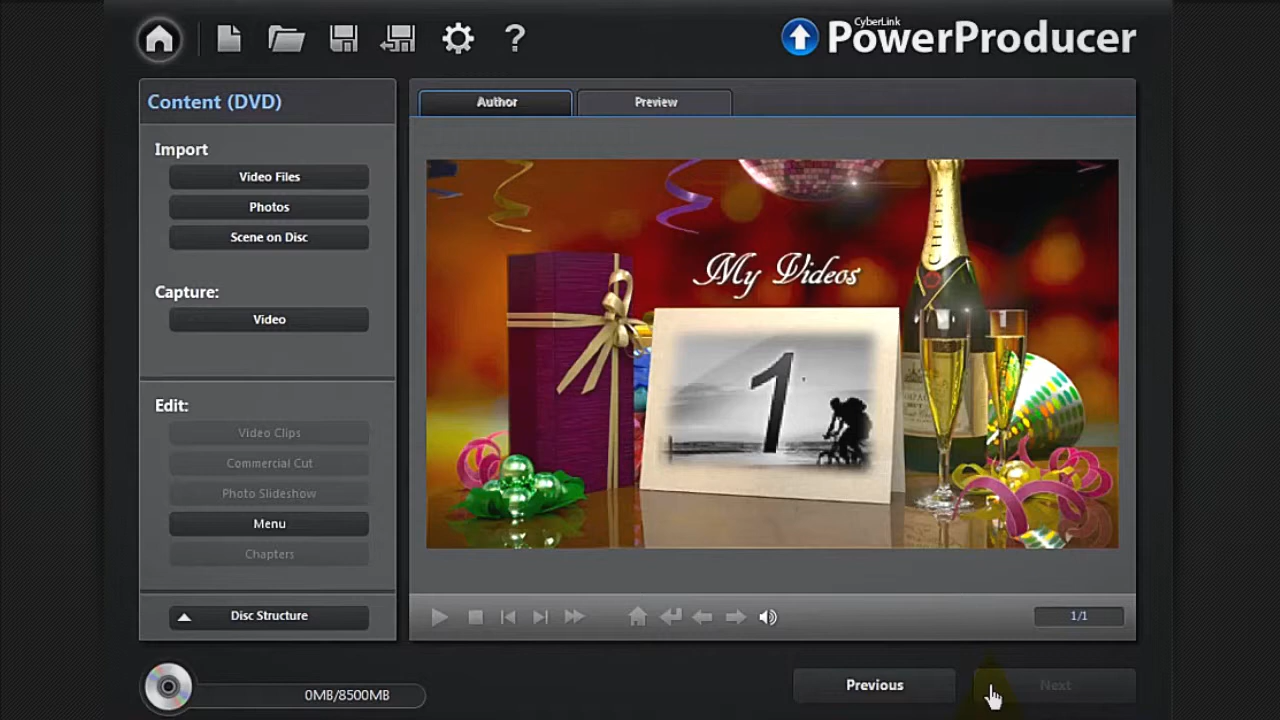 ?
CyberLink
PowerProducer
Content (DVD)
Author
Preview
Import
Video Files
Photos
Scene on Disc
Capture:
Video
Edit:
Video Clips
Commercial Cut
Photo Slideshow
Menu
Chapters
Disc Structure
My Videos
1
CHEER
1/1
0MB/8500MB
Previous
Next